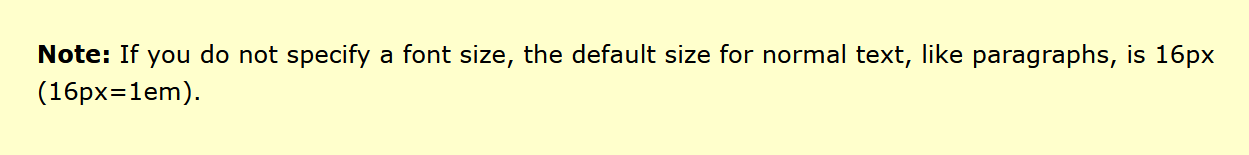 Note: If you do not specify a font size, the default size for normal text, like paragraphs, is 16px
(16px=1em).